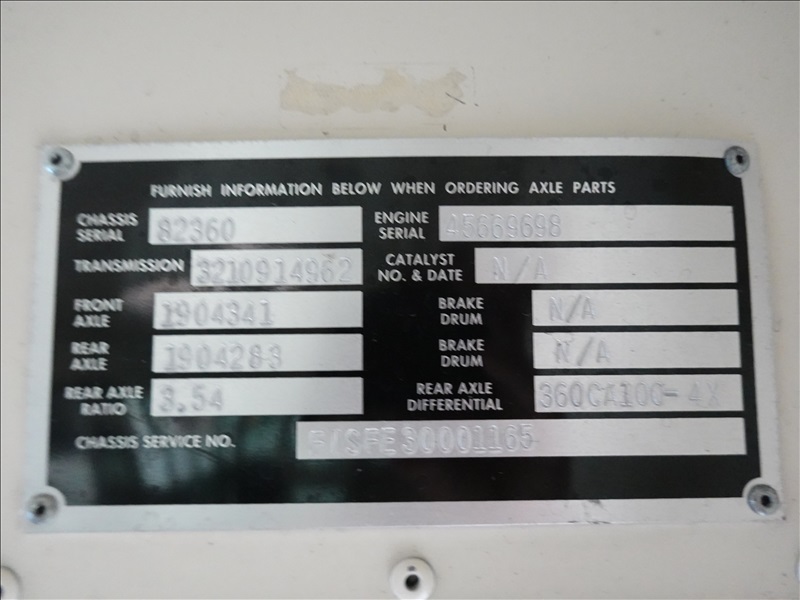 FURNISH INFORMATION BELOW WHEN ORDERING AXLE PARTS
CHASSIS SERIAL 82360 ENGINE SERIAL 45669698
TRANSMISSION 3210914962 CATALYST NO. & DATE N/A
FRONT AXLE 1904341 BRAKE DRUM N/A
REAR AXLE 1904283 BRAKE DRUM N/A
REAR AXLE RATIO 3.54 REAR AXLE DIFFERENTIAL 360CA100-4X
CHASSIS SERVICE NO.